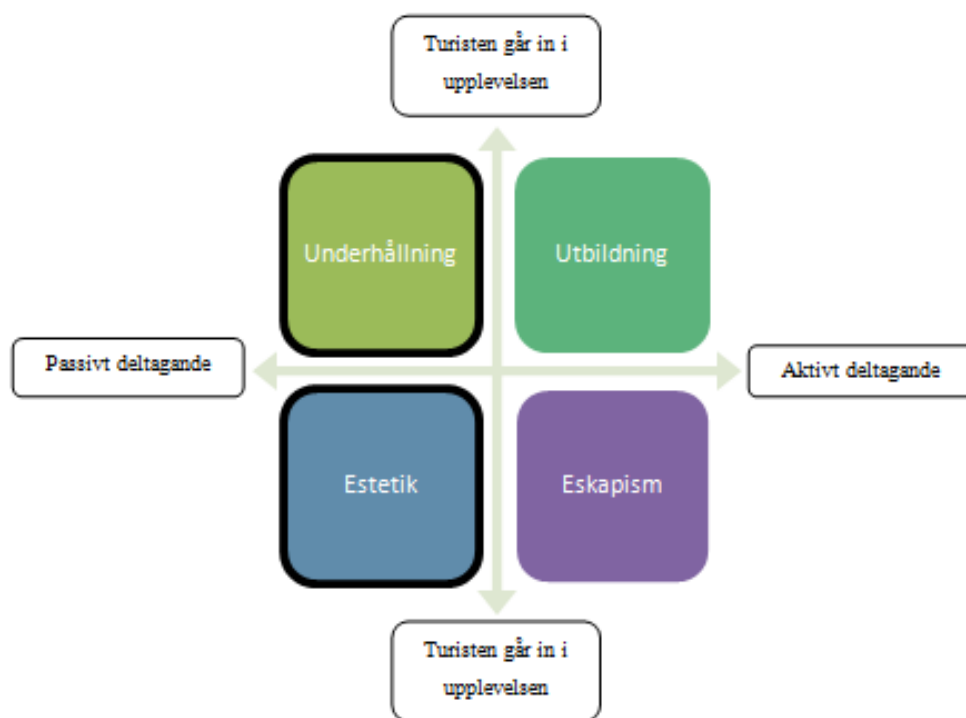 Turisten går in i
upplevelsen
Underhållning
Utbildning
Passivt deltagande
Aktivt deltagande
Estetik
Eskapism
Turisten går in i
upplevelsen